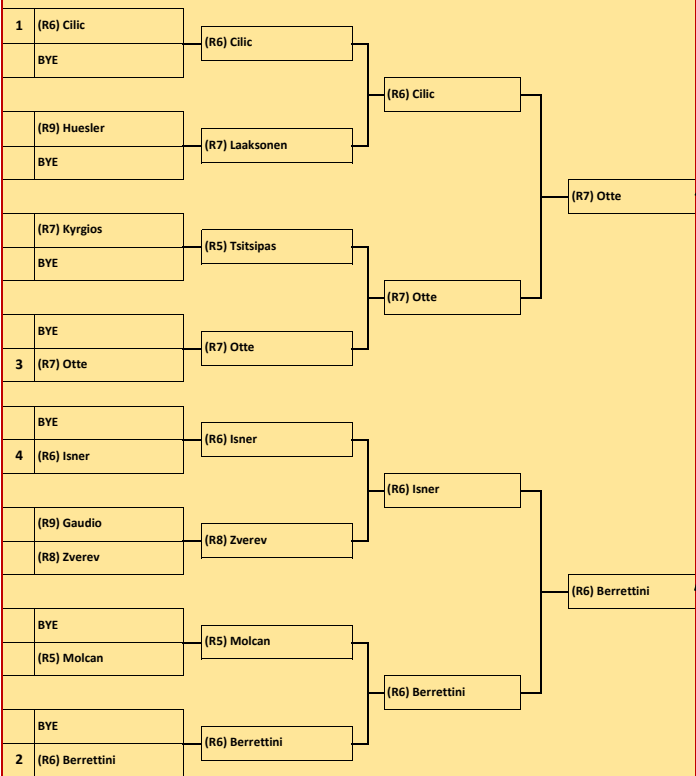 1 (R6) Cilic
BYE
(R9) Huesler
BYE
(R7) Kyrgios
BYE
BYE
3 (R7) Otte
BYE
4 (R6) Isner
(R9) Gaudio
(R8) Zverev
BYE
(R5) Molcan
BYE
2 (R6) Berrettini
(R6) Cilic
(R7) Laaksonen
(R5) Tsitsipas
(R7) Otte
(R6) Isner
(R8) Zverev
(R5) Molcan
(R6) Berrettini
(R6) Cilic
(R7) Otte
(R6) Isner
(R6) Berrettini
(R7) Otte
(R6) Berrettini